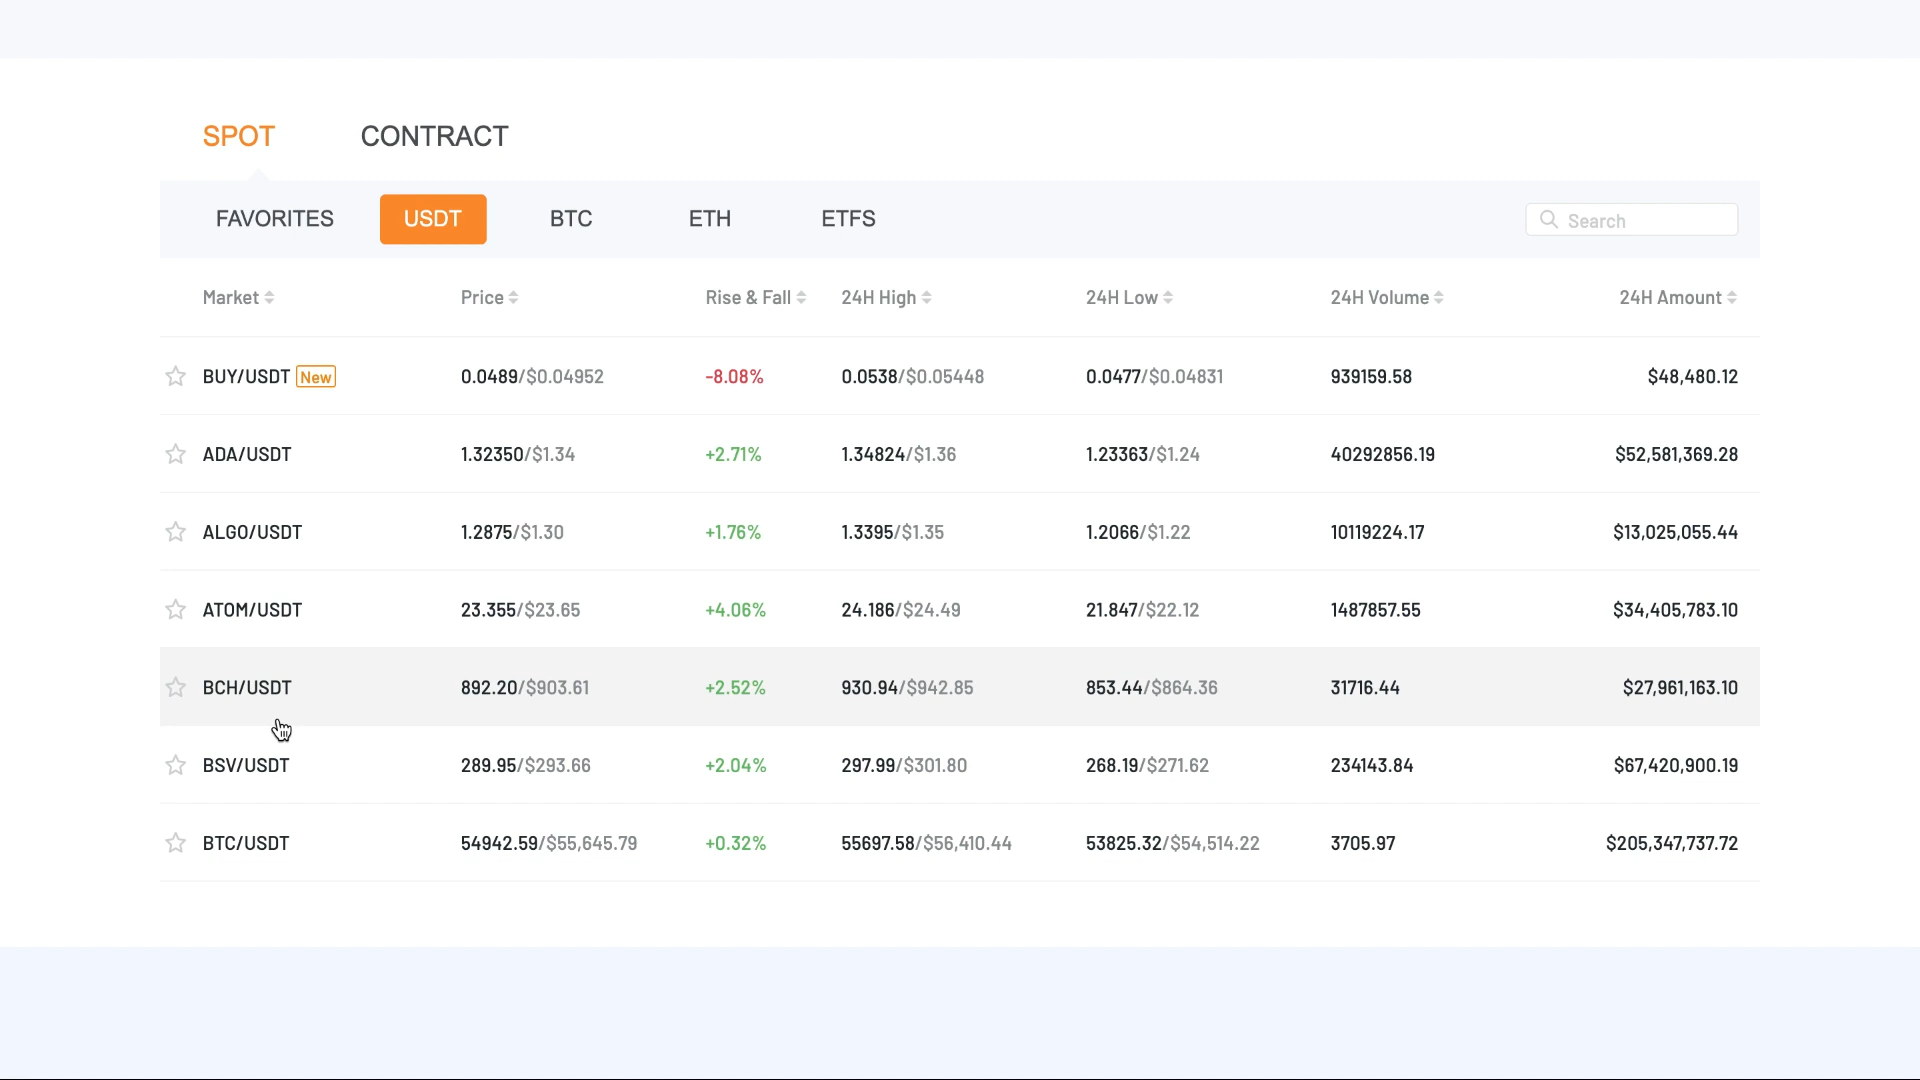 SPOT CONTRACT
FAVORITES USDT BTC ETH ETFS Search
Market Price Rise & Fall 24H High 24H Low 24H Volume 24H Amount
BUY/USDT New 0.0489/$0.04952 -8.08% 0.0538/$0.05448 0.0477/$0.04831 939159.58 $48,480.12
ADA/USDT 1.32350/$1.34 +2.71% 1.34824/$1.36 1.23363/$1.24 40292856.19 $52,581,369.28
ALGO/USDT 1.2875/$1.30 +1.76% 1.3395/$1.35 1.2066/$1.22 10119224.17 $13,025,055.44
ATOM/USDT 23.355/$23.65 +4.06% 24.186/$24.49 21.847/$22.12 1487857.55 $34,405,783.10
BCH/USDT 892.20/$903.61 +2.52% 930.94/$942.85 853.44/$864.36 31716.44 $27,961,163.10
BSV/USDT 289.95/$293.66 +2.04% 297.99/$301.80 268.19/$271.62 234143.84 $67,420,900.19
BTC/USDT 54942.59/$55,645.79 +0.32% 55697.58/$56,410.44 53825.32/$54,514.22 3705.97 $205,347,737.72